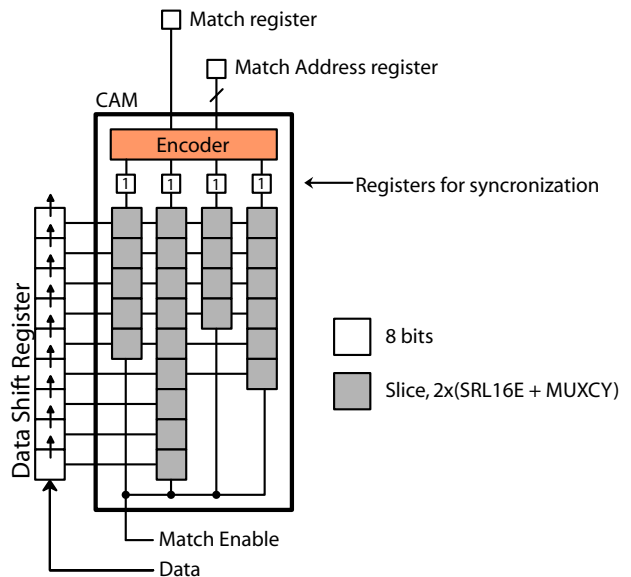 Match register
Match Address register
CAM
Encoder
1 1 1 1
Registers for syncronization
Data Shift Register
8 bits
Slice, 2x(SRL16E + MUXCY)
Match Enable
Data